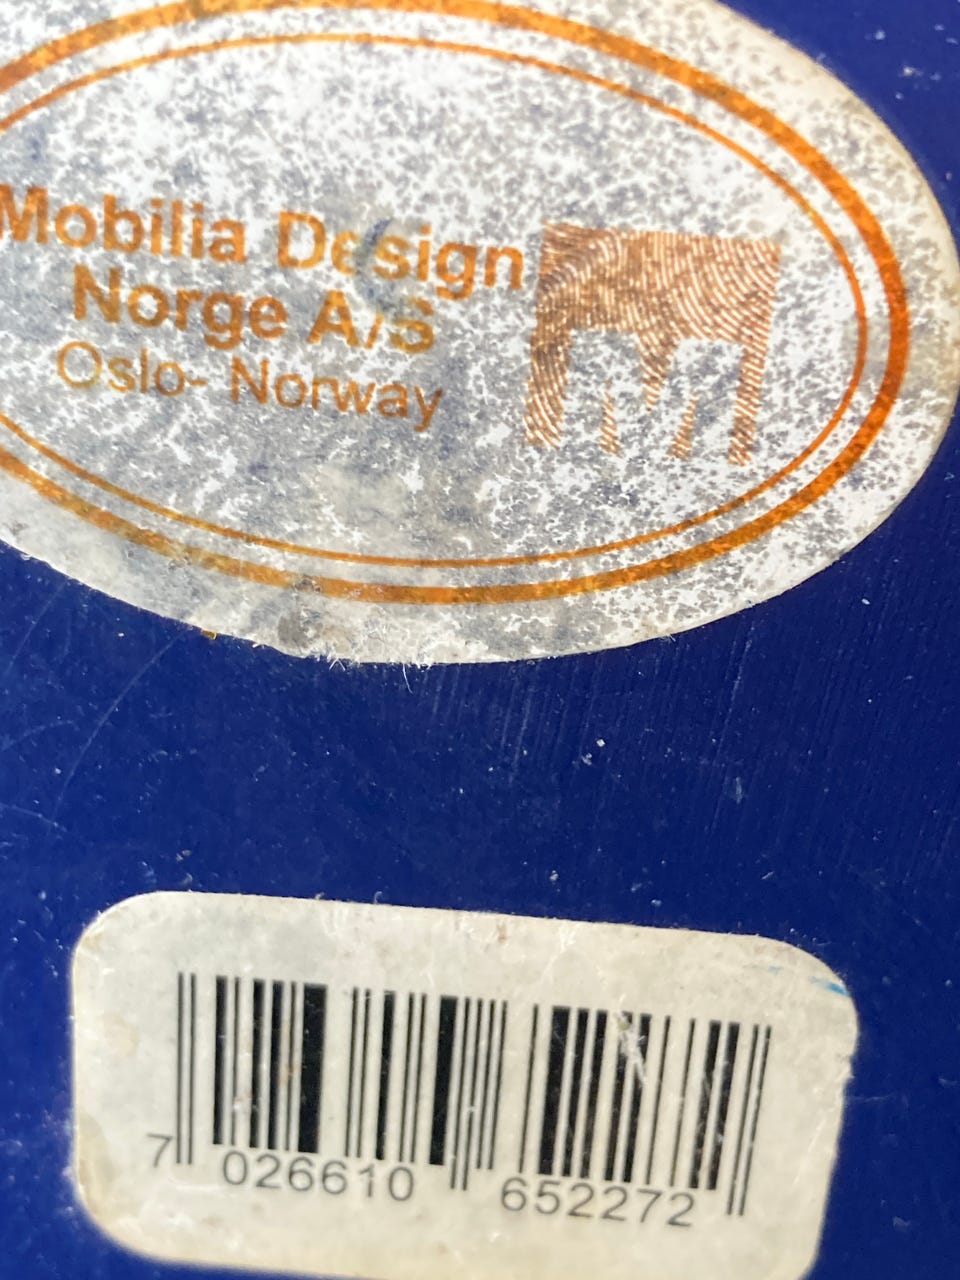 Mobilia Design
Norge A/S
Oslo- Norway
7 026610 652272